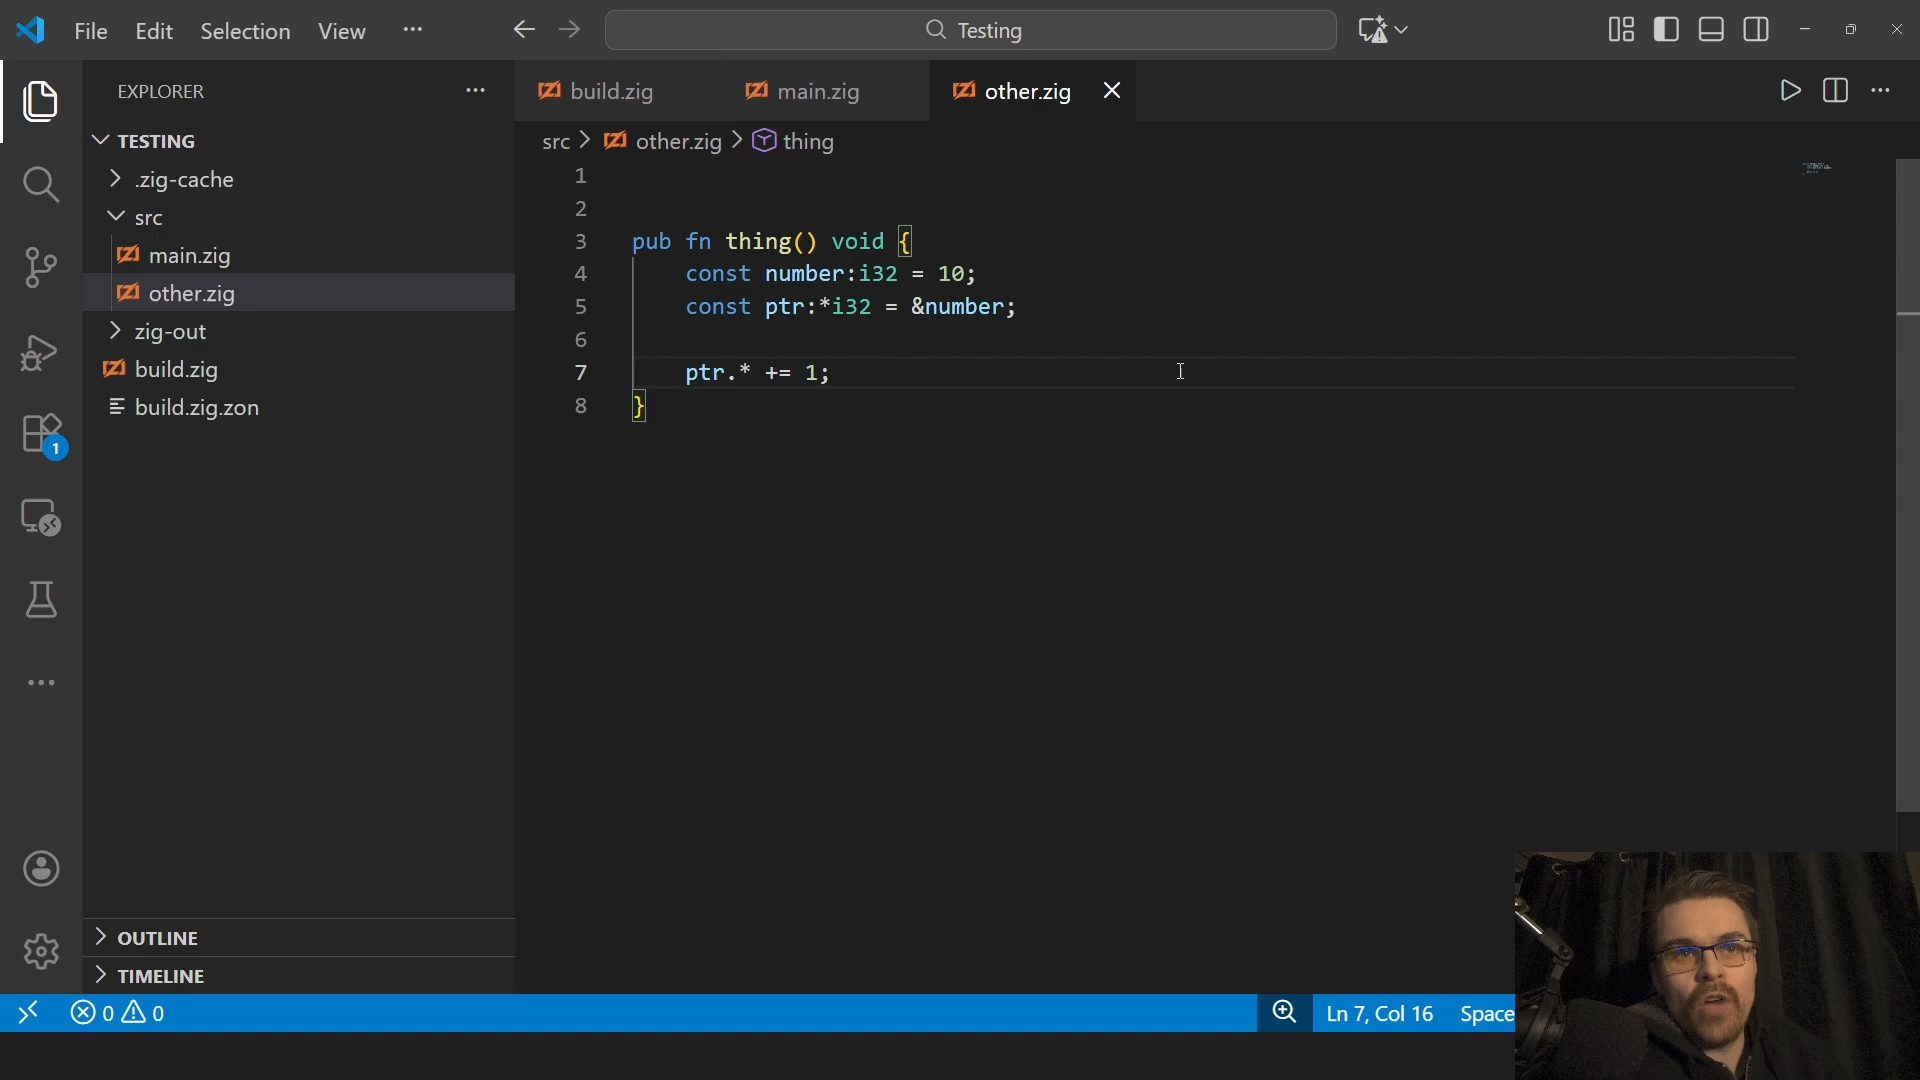 File Edit Selection View ···
Testing
EXPLORER ···
build.zig
main.zig
other.zig
TESTING
.zig-cache
src
main.zig
other.zig
zig-out
build.zig
build.zig.zon
src > other.zig > thing
1
2
3 pub fn thing() void {
4 const number:i32 = 10;
5 const ptr:*i32 = &number;
6
7 ptr.* += 1;
8 }
1
OUTLINE
TIMELINE
0 0
Ln 7, Col 16 Space